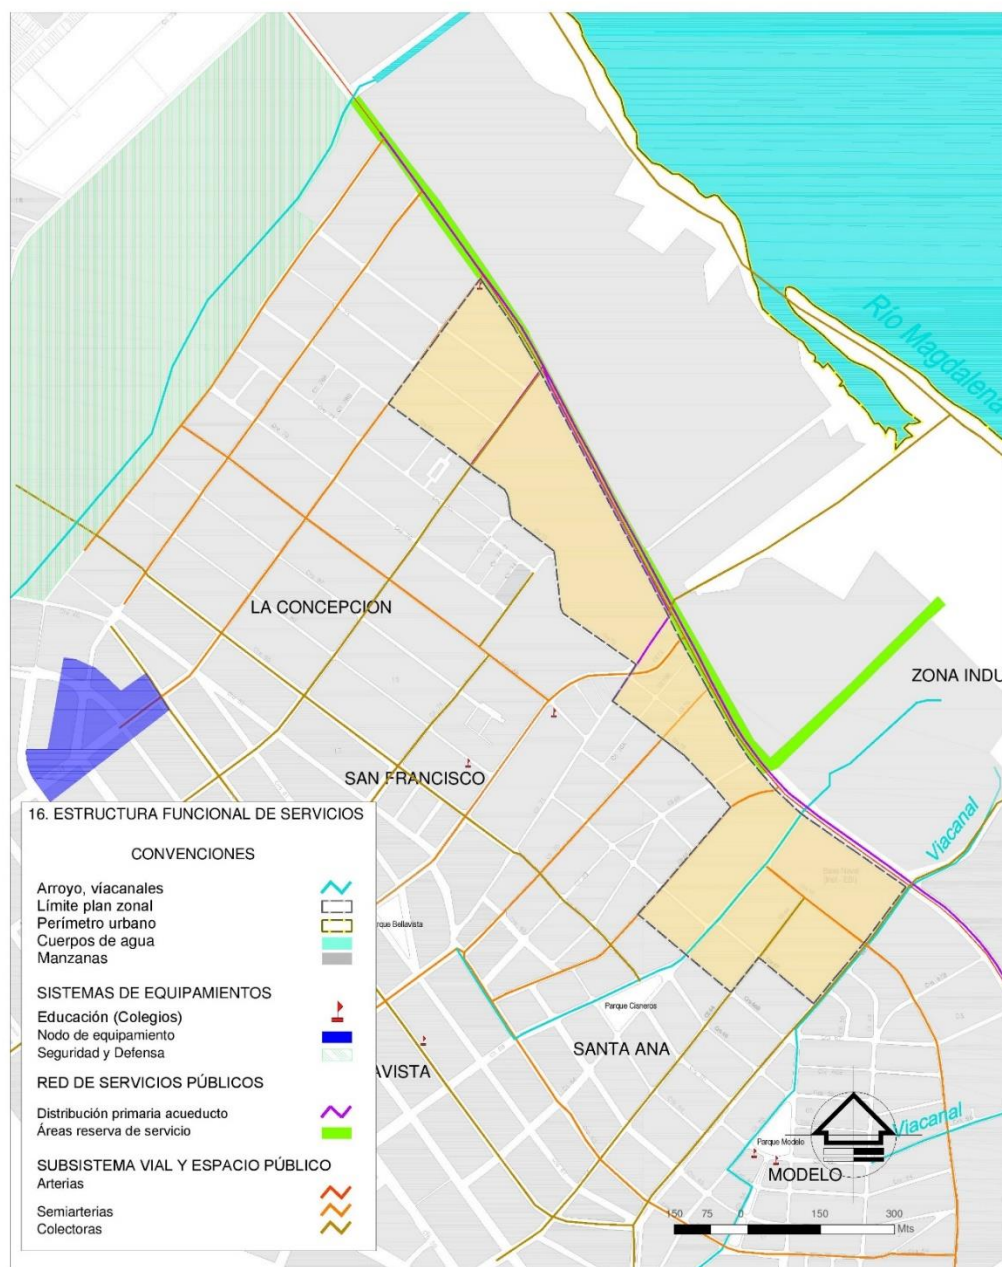 Río Magdalena
LA CONCEPCION
ZONA INDU
SAN FRANCISCO
Viacanal
16. ESTRUCTURA FUNCIONAL DE SERVICIOS
CONVENCIONES
Arroyo, víacanales
Límite plan zonal
Perímetro urbano
Cuerpos de agua
Manzanas
SISTEMAS DE EQUIPAMIENTOS
Educación (Colegios)
Nodo de equipamiento
Seguridad y Defensa
RED DE SERVICIOS PÚBLICOS
Distribución primaria acueducto
Áreas reserva de servicio
SUBSISTEMA VIAL Y ESPACIO PÚBLICO
Arterias
Semiarterias
Colectoras
rque Bellavista
Parque Cisneros
SANTA ANA
AVISTA
Viacanal
Parque Modelo
MODELO
150 75 0 150 300
Mts